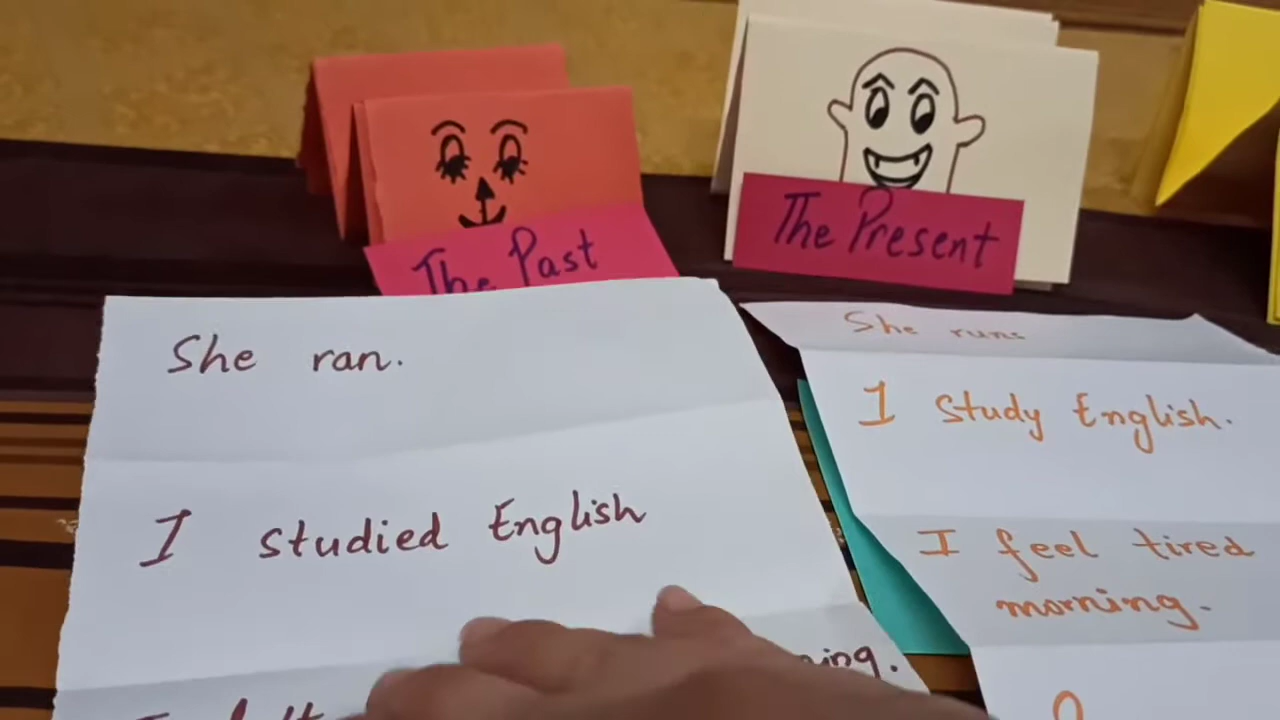 The Past
The Present
She ran.
I studied English
She runs
I study English.
I feel tired
morning.